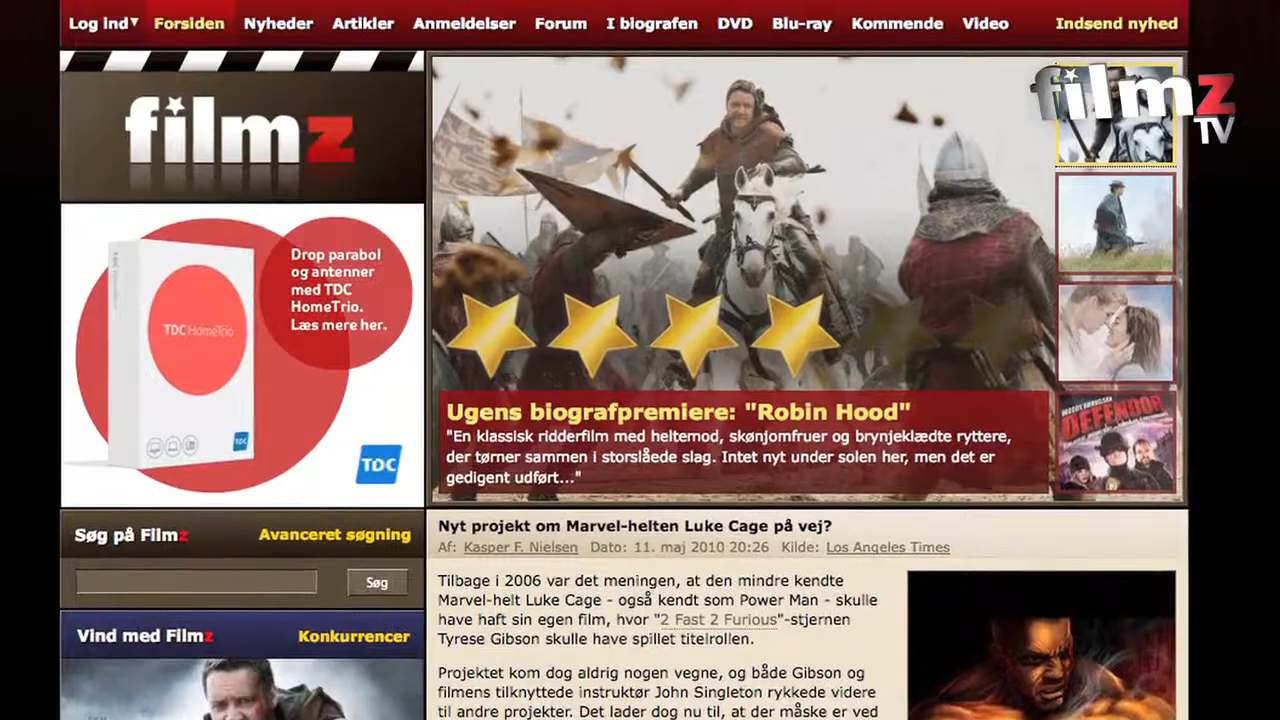 Log ind▼ Forsiden Nyheder Artikler Anmeldelser Forum I biografen DVD Blu-ray Kommende Video Indsend nyhed
filmz
filmz
TV
Drop parabol
og antenner
med TDC
HomeTrio.
Læs mere her.
TDC HomeTrio
TDC
TDC
DEFENDOR
Ugens biografpremiere: "Robin Hood"
"En klassisk ridderfilm med heltemod, skønjomfruer og brynjeklædte ryttere,
der tørner sammen i storslåede slag. Intet nyt under solen her, men det er
gedigent udført..."
Søg på Filmz Avanceret søgning
Søg
Vind med Filmz Konkurrencer
Nyt projekt om Marvel-helten Luke Cage på vej?
Af: Kasper F. Nielsen Dato: 11. maj 2010 20:26 Kilde: Los Angeles Times
Tilbage i 2006 var det meningen, at den mindre kendte
Marvel-helt Luke Cage - også kendt som Power Man - skulle
have haft sin egen film, hvor "2 Fast 2 Furious"-stjernen
Tyrese Gibson skulle have spillet titelrollen.
Projektet kom dog aldrig nogen vegne, og både Gibson og
filmens tilknyttede instruktør John Singleton rykkede videre
til andre projekter. Det lader dog nu til, at der måske er ved